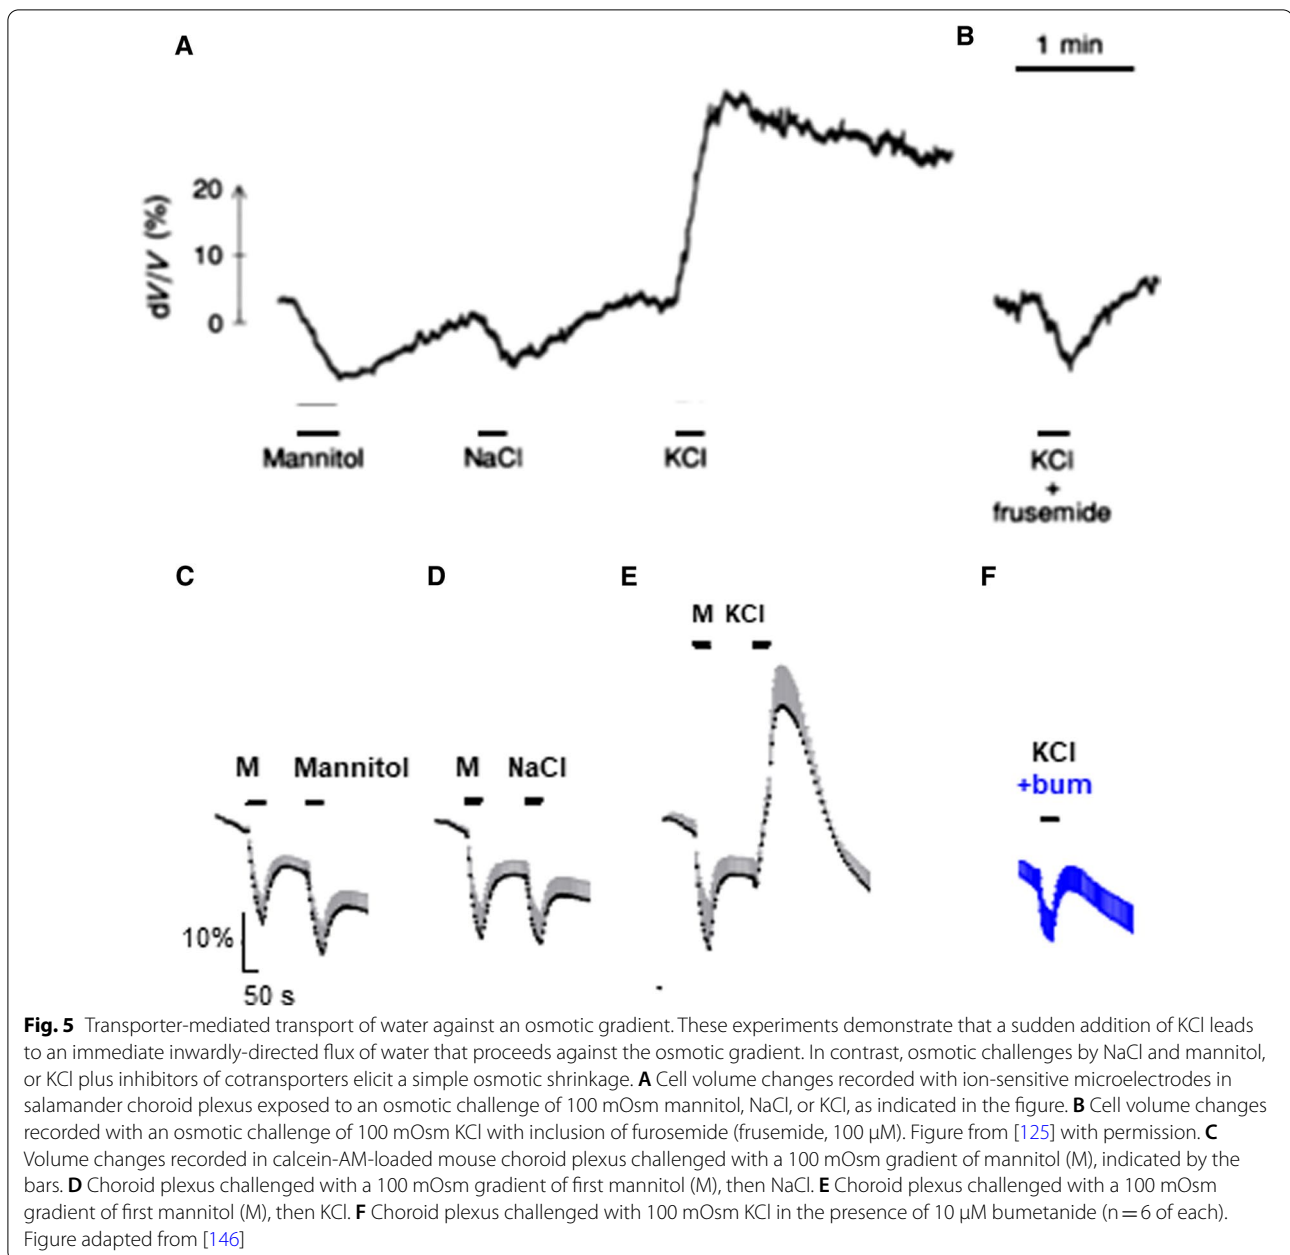 A
B
1 min
20
10
0
dV/V (%)
Mannitol
NaCl
KCl
KCl
+
frusemide
C
D
E
F
M KCl
M Mannitol
M NaCl
KCl
+bum
10%
50 s
Fig. 5 Transporter-mediated transport of water against an osmotic gradient. These experiments demonstrate that a sudden addition of KCl leads
to an immediate inwardly-directed flux of water that proceeds against the osmotic gradient. In contrast, osmotic challenges by NaCl and mannitol,
or KCl plus inhibitors of cotransporters elicit a simple osmotic shrinkage. A Cell volume changes recorded with ion-sensitive microelectrodes in
salamander choroid plexus exposed to an osmotic challenge of 100 mOsm mannitol, NaCl, or KCl, as indicated in the figure. B Cell volume changes
recorded with an osmotic challenge of 100 mOsm KCl with inclusion of furosemide (frusemide, 100 μM). Figure from [125] with permission. C
Volume changes recorded in calcein-AM-loaded mouse choroid plexus challenged with a 100 mOsm gradient of mannitol (M), indicated by the
bars. D Choroid plexus challenged with a 100 mOsm gradient of first mannitol (M), then NaCl. E Choroid plexus challenged with a 100 mOsm
gradient of first mannitol (M), then KCl. F Choroid plexus challenged with 100 mOsm KCl in the presence of 10 μM bumetanide (n = 6 of each).
Figure adapted from [146]